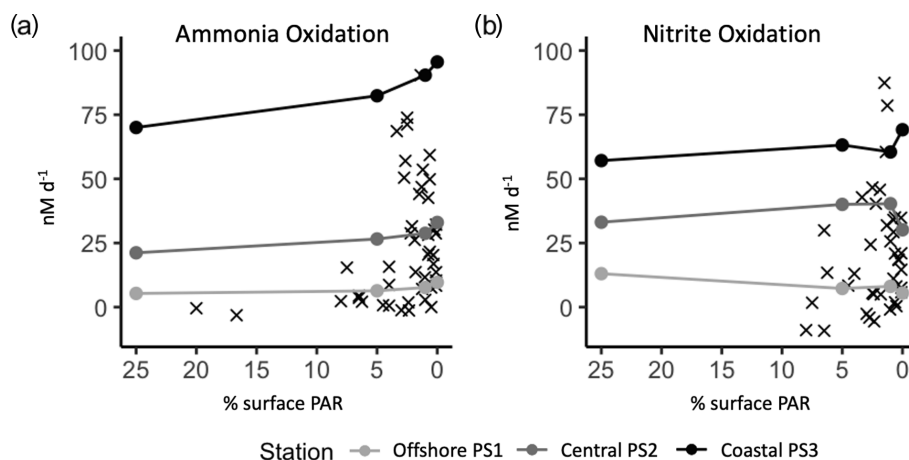 (a) Ammonia Oxidation
100
75
50
25
0
nM d⁻¹
25 20 15 10 5 0
% surface PAR
(b) Nitrite Oxidation
100
75
50
25
0
nM d⁻¹
25 20 15 10 5 0
% surface PAR
Station Offshore PS1 Central PS2 Coastal PS3